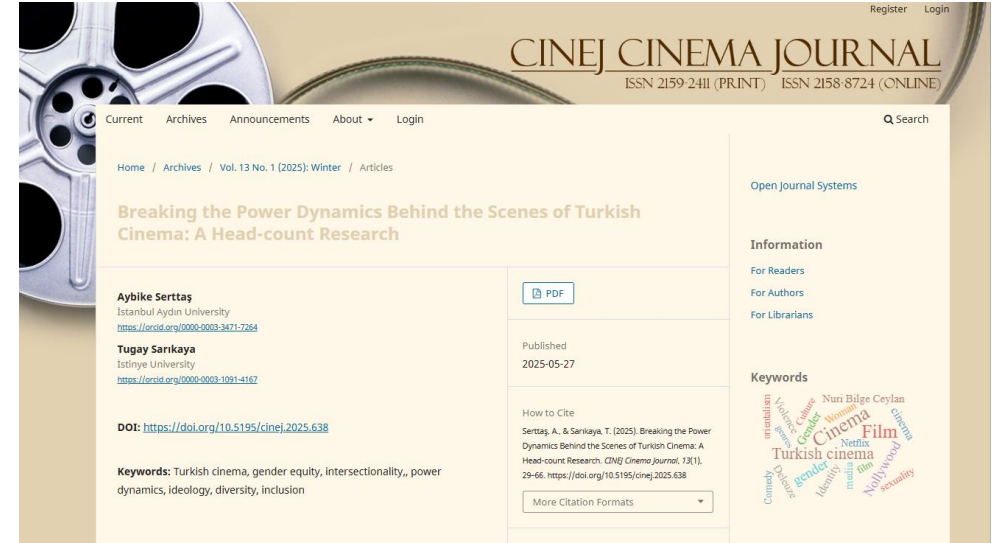 Register Login
CINEJ CINEMA JOURNAL
ISSN 2159-2411 (PRINT) ISSN 2158-8724 (ONLINE)
Current Archives Announcements About Login
Search
Home / Archives / Vol. 13 No. 1 (2025): Winter / Articles
Breaking the Power Dynamics Behind the Scenes of Turkish
Cinema: A Head-count Research
Aybike Serttaş
İstanbul Aydın University
https://orcid.org/0000-0003-3471-7264
Tugay Sarıkaya
İstinye University
https://orcid.org/0000-0003-1091-4167
DOI: https://doi.org/10.5195/cinej.2025.638
Keywords: Turkish cinema, gender equity, intersectionality,, power
dynamics, ideology, diversity, inclusion
PDF
Published
2025-05-27
How to Cite
Serttaş, A., & Sarıkaya, T. (2025). Breaking the Power
Dynamics Behind the Scenes of Turkish Cinema: A
Head-count Research. CINEJ Cinema Journal, 13(1),
29–66. https://doi.org/10.5195/cinej.2025.638
More Citation Formats
Open Journal Systems
Information
For Readers
For Authors
For Librarians
Keywords
orientalism
Violence
Culture
Nuri Bilge Ceylan
genres
Gender
Woman
Cinema
cinema
Film
Netflix
Turkish cinema
Comedy
Deleuze
gender
Identity
media
film
Nollywood
sexuality